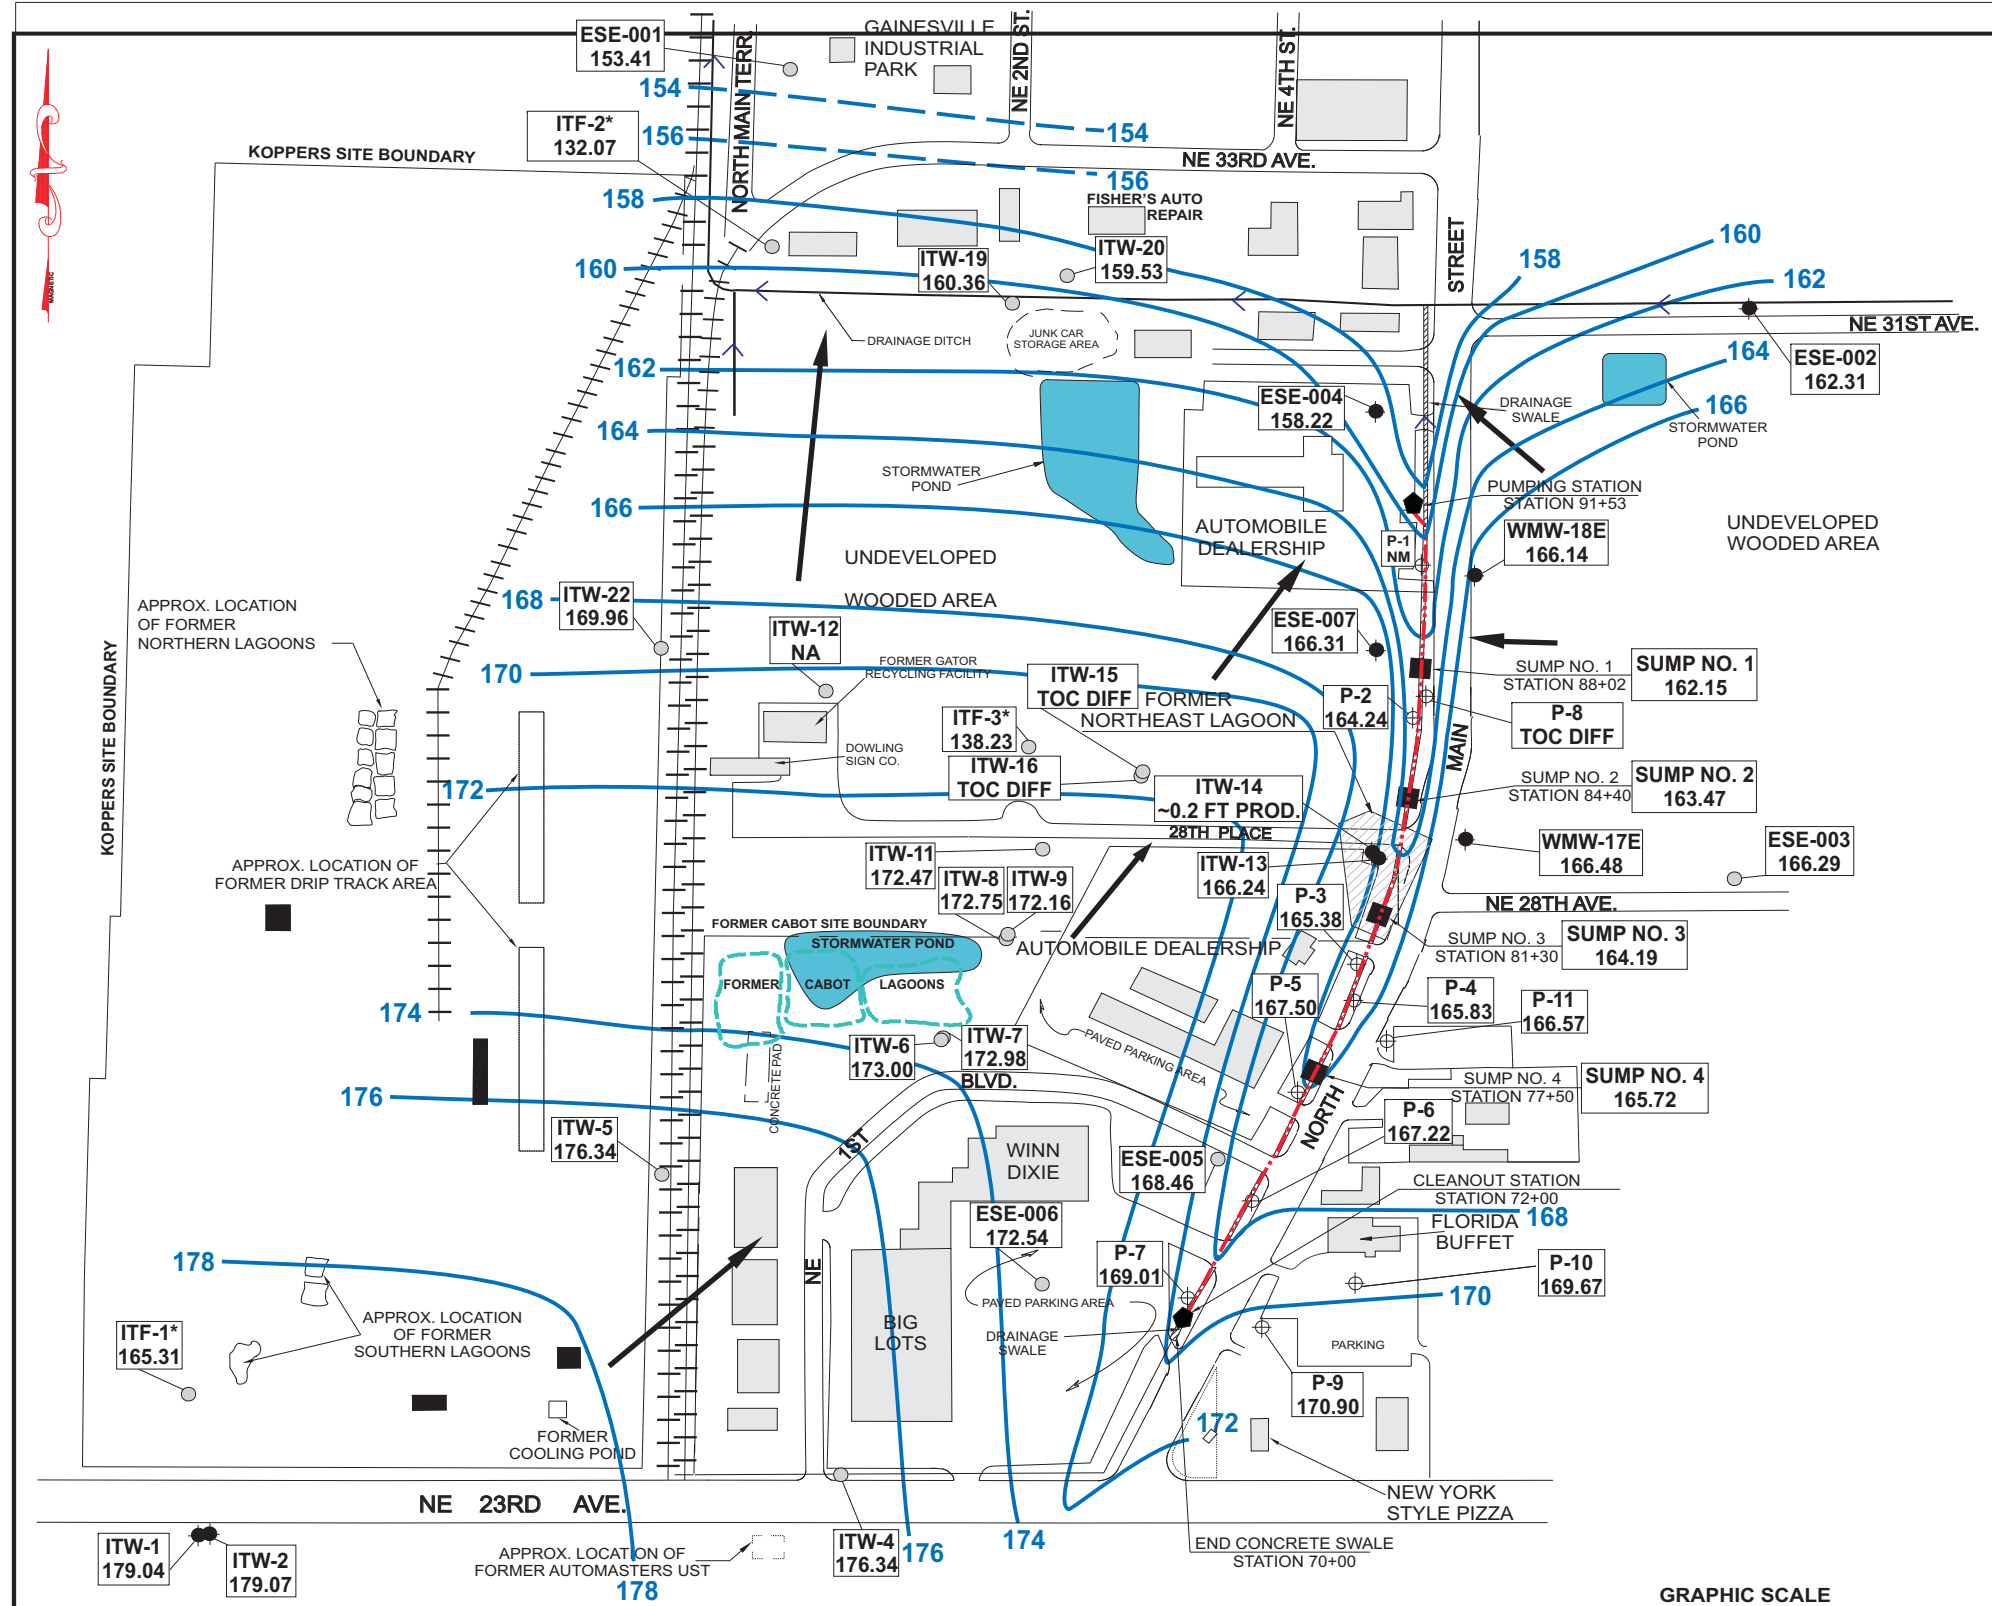 ESE-001
153.41
GAINESVILLE
INDUSTRIAL
PARK
NORTH MAIN TERR.
NE 2ND ST.
NE 4TH ST.
154
154
ITF-2*
132.07
156
156
KOPPERS SITE BOUNDARY
NE 33RD AVE.
MAGNETIC
158
FISHER'S AUTO
REPAIR
STREET
160
158
162
160
ITW-19
160.36
ITW-20
159.53
NE 31ST AVE.
DRAINAGE DITCH
JUNK CAR
STORAGE AREA
162
164
ESE-002
162.31
ESE-004
158.22
DRAINAGE
SWALE
166
STORMWATER
POND
164
STORMWATER
POND
166
PUMPING STATION
STATION 91+53
AUTOMOBILE
DEALERSHIP
P-1
NM
WMW-18E
166.14
UNDEVELOPED
WOODED AREA
UNDEVELOPED
WOODED AREA
168
ITW-22
169.96
APPROX. LOCATION
OF FORMER
NORTHERN LAGOONS
ITW-12
NA
ESE-007
166.31
170
FORMER GATOR
RECYCLING FACILITY
ITW-15
TOC DIFF
FORMER
NORTHEAST LAGOON
P-2
164.24
SUMP NO. 1
STATION 88+02
SUMP NO. 1
162.15
P-8
TOC DIFF
KOPPERS SITE BOUNDARY
ITF-3*
138.23
DOWLING
SIGN CO.
MAIN
172
ITW-16
TOC DIFF
ITW-14
~0.2 FT PROD.
SUMP NO. 2
STATION 84+40
SUMP NO. 2
163.47
28TH PLACE
ITW-11
172.47
ITW-13
166.24
WMW-17E
166.48
ESE-003
166.29
APPROX. LOCATION OF
FORMER DRIP TRACK AREA
ITW-8
172.75
ITW-9
172.16
P-3
165.38
NE 28TH AVE.
FORMER CABOT SITE BOUNDARY
STORMWATER POND
AUTOMOBILE DEALERSHIP
SUMP NO. 3
STATION 81+30
SUMP NO. 3
164.19
FORMER
CABOT
LAGOONS
P-5
167.50
P-4
165.83
P-11
166.57
174
ITW-6
173.00
ITW-7
172.98
PAVED PARKING AREA
CONCRETE PAD
BLVD.
SUMP NO. 4
STATION 77+50
SUMP NO. 4
165.72
176
NORTH
P-6
167.22
ITW-5
176.34
1ST
WINN
DIXIE
ESE-005
168.46
CLEANOUT STATION
STATION 72+00
168
ESE-006
172.54
FLORIDA
BUFFET
178
NE
P-7
169.01
P-10
169.67
170
PAVED PARKING AREA
APPROX. LOCATION
OF FORMER
SOUTHERN LAGOONS
ITF-1*
165.31
BIG
LOTS
DRAINAGE
SWALE
PARKING
P-9
170.90
172
FORMER
COOLING POND
NE 23RD AVE.
NEW YORK
STYLE PIZZA
ITW-1
179.04
ITW-2
179.07
APPROX. LOCATION OF
FORMER AUTOMASTERS UST
178
ITW-4
176.34
176
174
END CONCRETE SWALE
STATION 70+00
GRAPHIC SCALE